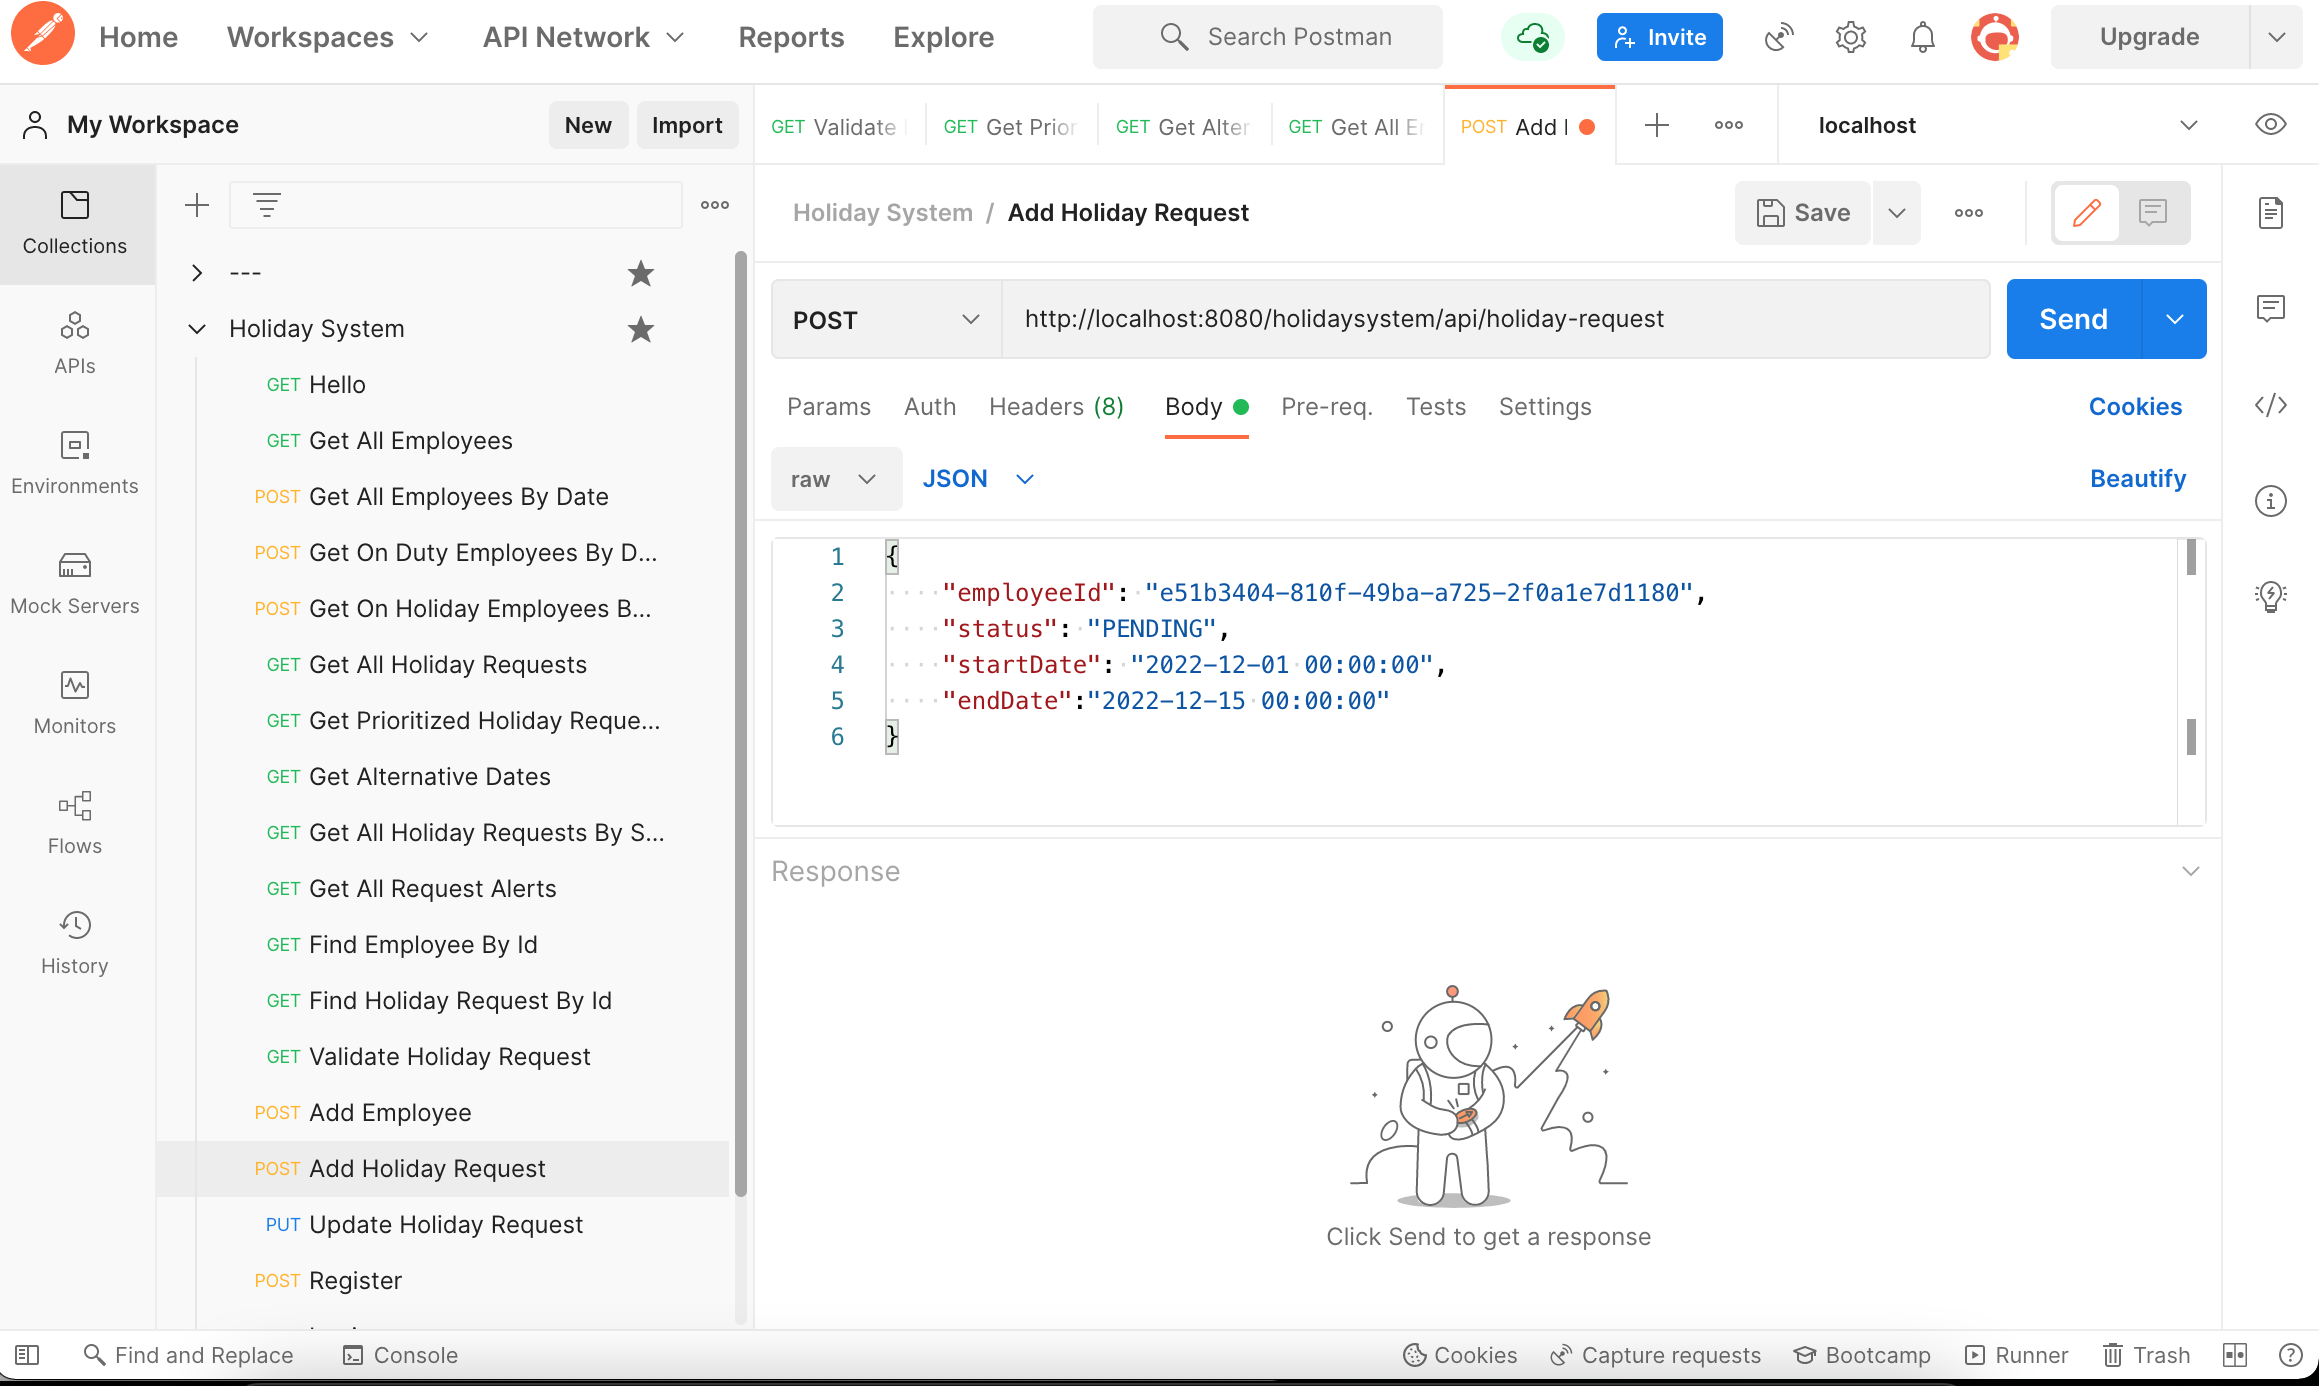 Home Workspaces API Network Reports Explore Search Postman Invite Upgrade
My Workspace New Import
GET Validate GET Get Prior GET Get Alter GET Get All E POST Add localhost
Collections
APIs
Environments
Mock Servers
Monitors
Flows
History
---
Holiday System
GET Hello
GET Get All Employees
POST Get All Employees By Date
POST Get On Duty Employees By D...
POST Get On Holiday Employees B...
GET Get All Holiday Requests
GET Get Prioritized Holiday Reque...
GET Get Alternative Dates
GET Get All Holiday Requests By S...
GET Get All Request Alerts
GET Find Employee By Id
GET Find Holiday Request By Id
GET Validate Holiday Request
POST Add Employee
POST Add Holiday Request
PUT Update Holiday Request
POST Register
Holiday System / Add Holiday Request Save
POST http://localhost:8080/holidaysystem/api/holiday-request Send
Params Auth Headers (8) Body Pre-req. Tests Settings Cookies
raw JSON Beautify
1 {
2 "employeeId": "e51b3404-810f-49ba-a725-2f0a1e7d1180",
3 "status": "PENDING",
4 "startDate": "2022-12-01 00:00:00",
5 "endDate":"2022-12-15 00:00:00"
6 }
Response
Click Send to get a response
Find and Replace Console Cookies Capture requests Bootcamp Runner Trash